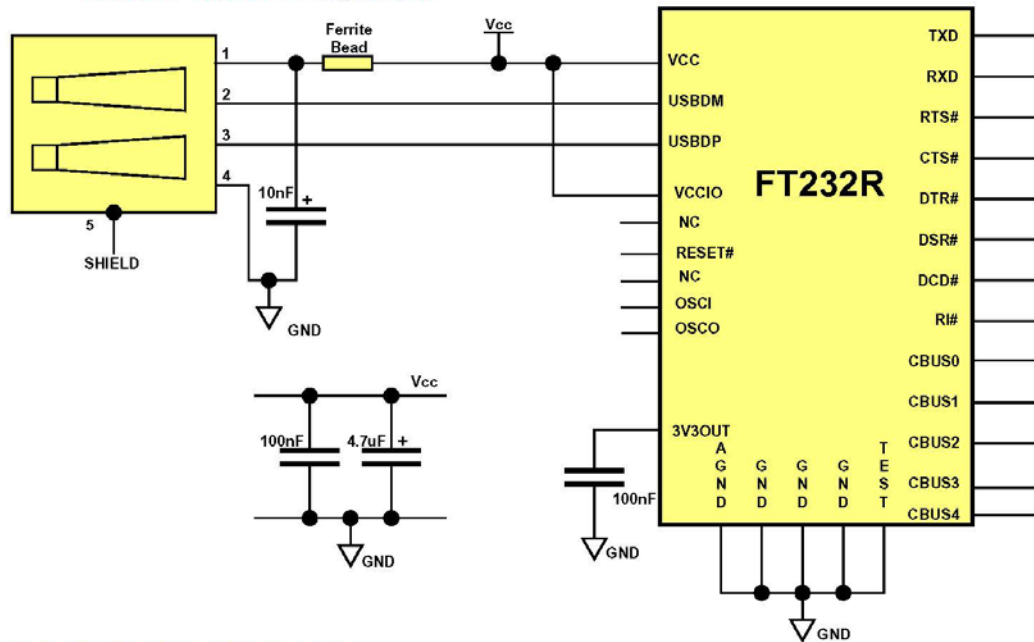 Ferrite
Bead
Vcc
1
2
3
4
5
SHIELD
10nF
+
GND
VCC
USBDM
USBDP
VCCIO
NC
RESET#
NC
OSCI
OSCO
3V3OUT
FT232R
TXD
RXD
RTS#
CTS#
DTR#
DSR#
DCD#
RI#
CBUS0
CBUS1
CBUS2
CBUS3
CBUS4
AGND
GND
GND
GND
TEST
Vcc
100nF
4.7uF
+
GND
100nF
GND
GND